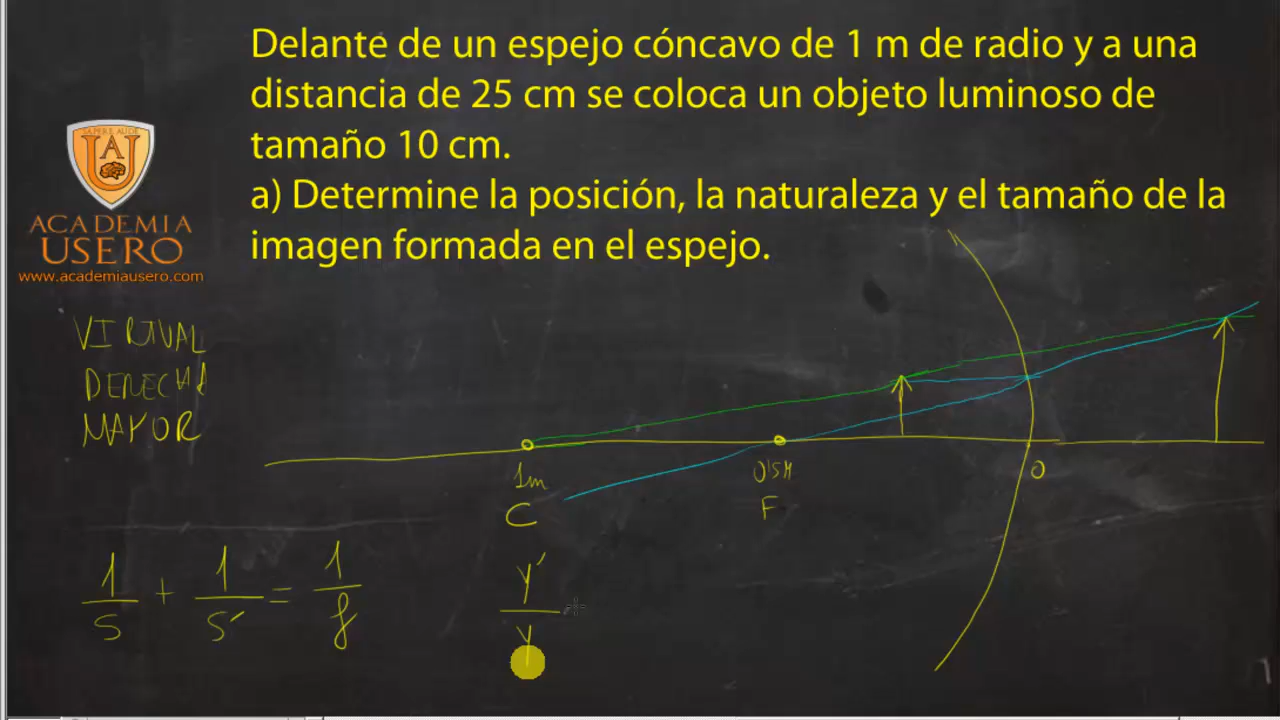 Delante de un espejo cóncavo de 1 m de radio y a una
distancia de 25 cm se coloca un objeto luminoso de
tamaño 10 cm.
a) Determine la posición, la naturaleza y el tamaño de la
imagen formada en el espejo.
SAPERE AUDE
UA
ACADEMIA
USERO
www.academiausero.com
VIRTUAL
DERECHA
MAYOR
1m
C
0'5M
F
O
1/s + 1/s' = 1/f
y'/y